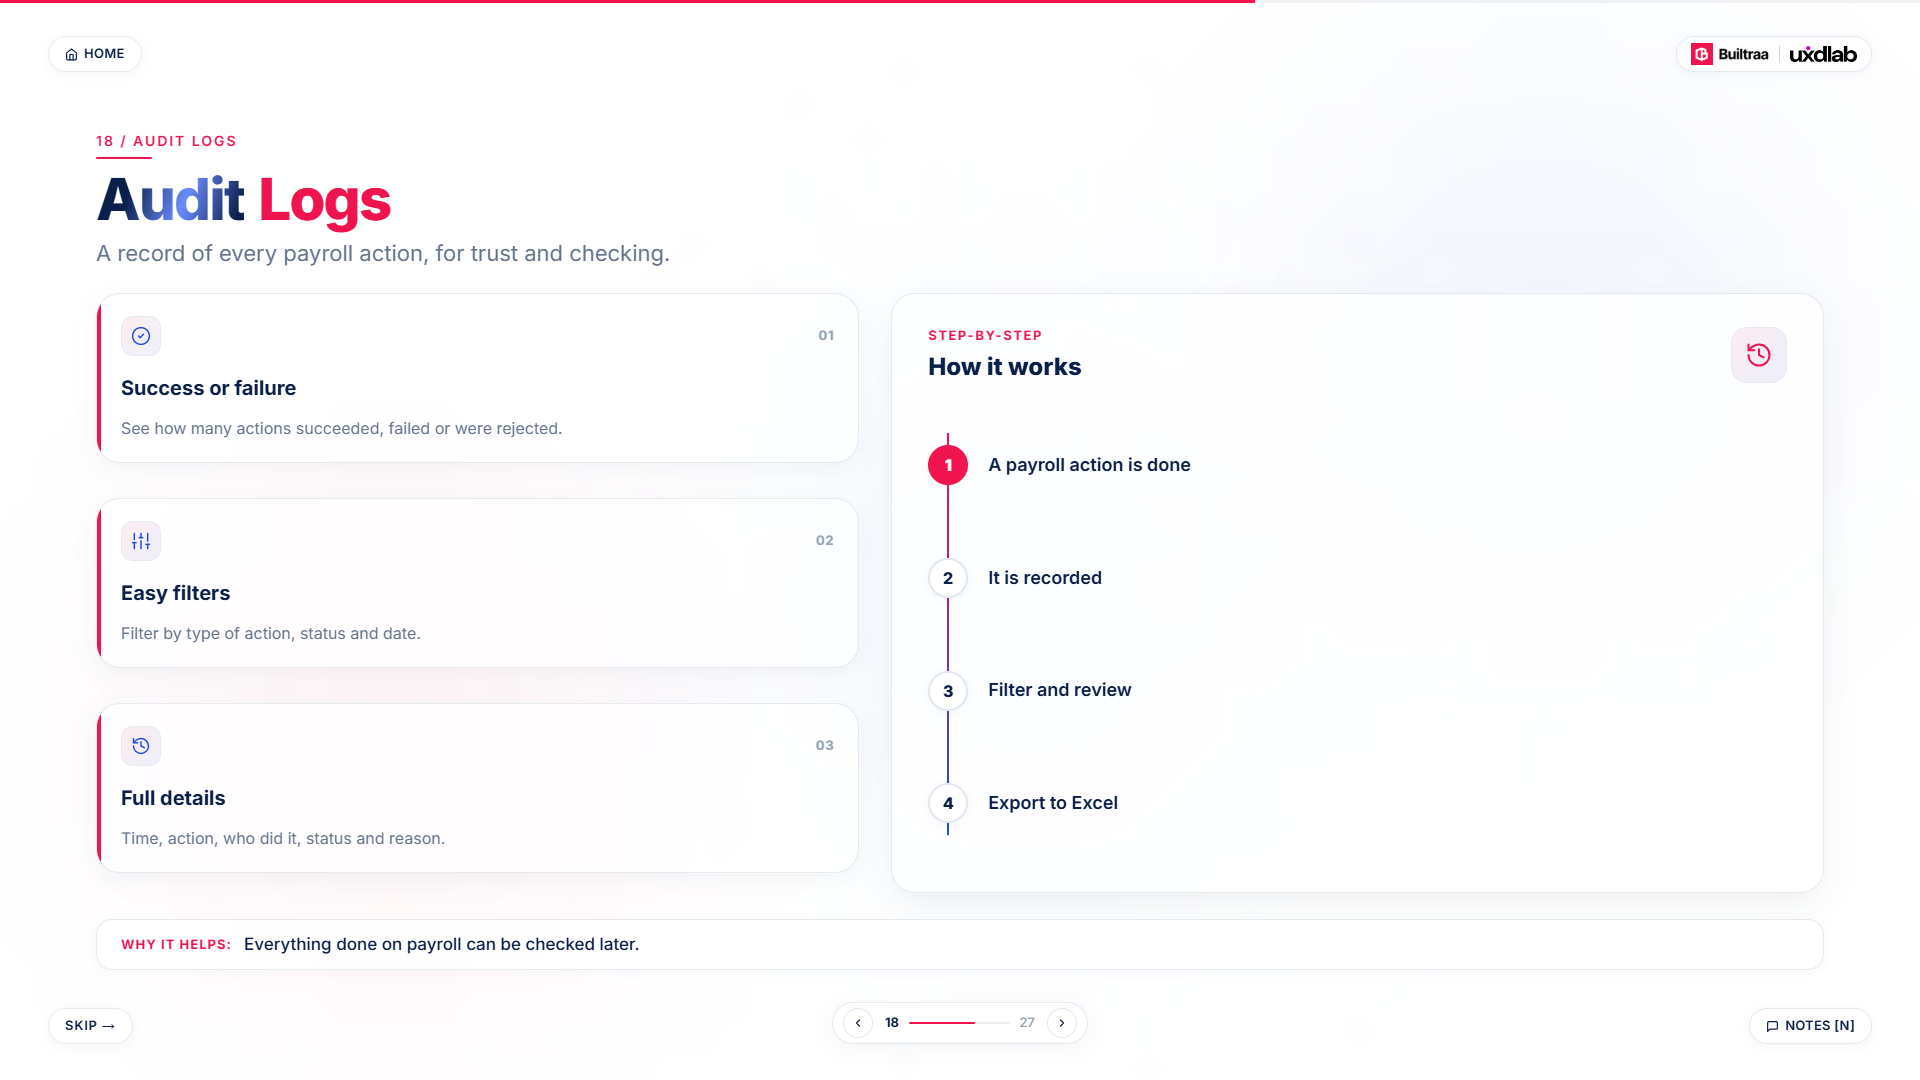 HOME
Builtraa
uxdlab
18 / AUDIT LOGS
Audit Logs
A record of every payroll action, for trust and checking.
01
Success or failure
See how many actions succeeded, failed or were rejected.
02
Easy filters
Filter by type of action, status and date.
03
Full details
Time, action, who did it, status and reason.
STEP-BY-STEP
How it works
1 A payroll action is done
2 It is recorded
3 Filter and review
4 Export to Excel
WHY IT HELPS: Everything done on payroll can be checked later.
SKIP →
18 27
NOTES [N]